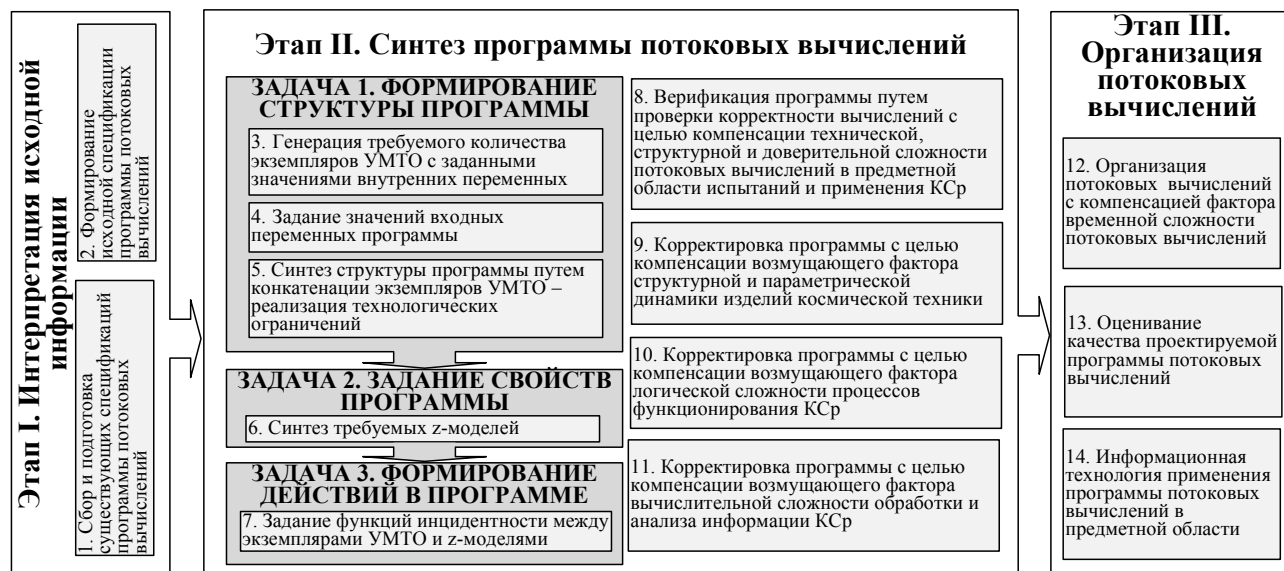 Этап I. Интерпретация исходной
информации
1. Сбор и подготовка
существующих спецификаций
программы потоковых
вычислений
2. Формирование
исходной спецификации
программы потоковых
вычислений
Этап II. Синтез программы потоковых вычислений
ЗАДАЧА 1. ФОРМИРОВАНИЕ
СТРУКТУРЫ ПРОГРАММЫ
3. Генерация требуемого количества
экземпляров УМТО с заданными
значениями внутренних переменных
4. Задание значений входных
переменных программы
5. Синтез структуры программы путем
конкатенации экземпляров УМТО –
реализация технологических
ограничений
ЗАДАЧА 2. ЗАДАНИЕ СВОЙСТВ
ПРОГРАММЫ
6. Синтез требуемых z-моделей
ЗАДАЧА 3. ФОРМИРОВАНИЕ
ДЕЙСТВИЙ В ПРОГРАММЕ
7. Задание функций инцидентности между
экземплярами УМТО и z-моделями
8. Верификация программы путем
проверки корректности вычислений с
целью компенсации технической,
структурной и доверительной сложности
потоковых вычислений в предметной
области испытаний и применения КСр
9. Корректировка программы с целью
компенсации возмущающего фактора
структурной и параметрической
динамики изделий космической техники
10. Корректировка программы с целью
компенсации возмущающего фактора
логической сложности процессов
функционирования КСр
11. Корректировка программы с целью
компенсации возмущающего фактора
вычислительной сложности обработки и
анализа информации КСр
Этап III.
Организация
потоковых
вычислений
12. Организация
потоковых вычислений
с компенсацией фактора
временной сложности
потоковых вычислений
13. Оценивание
качества проектируемой
программы потоковых
вычислений
14. Информационная
технология применения
программы потоковых
вычислений в
предметной области